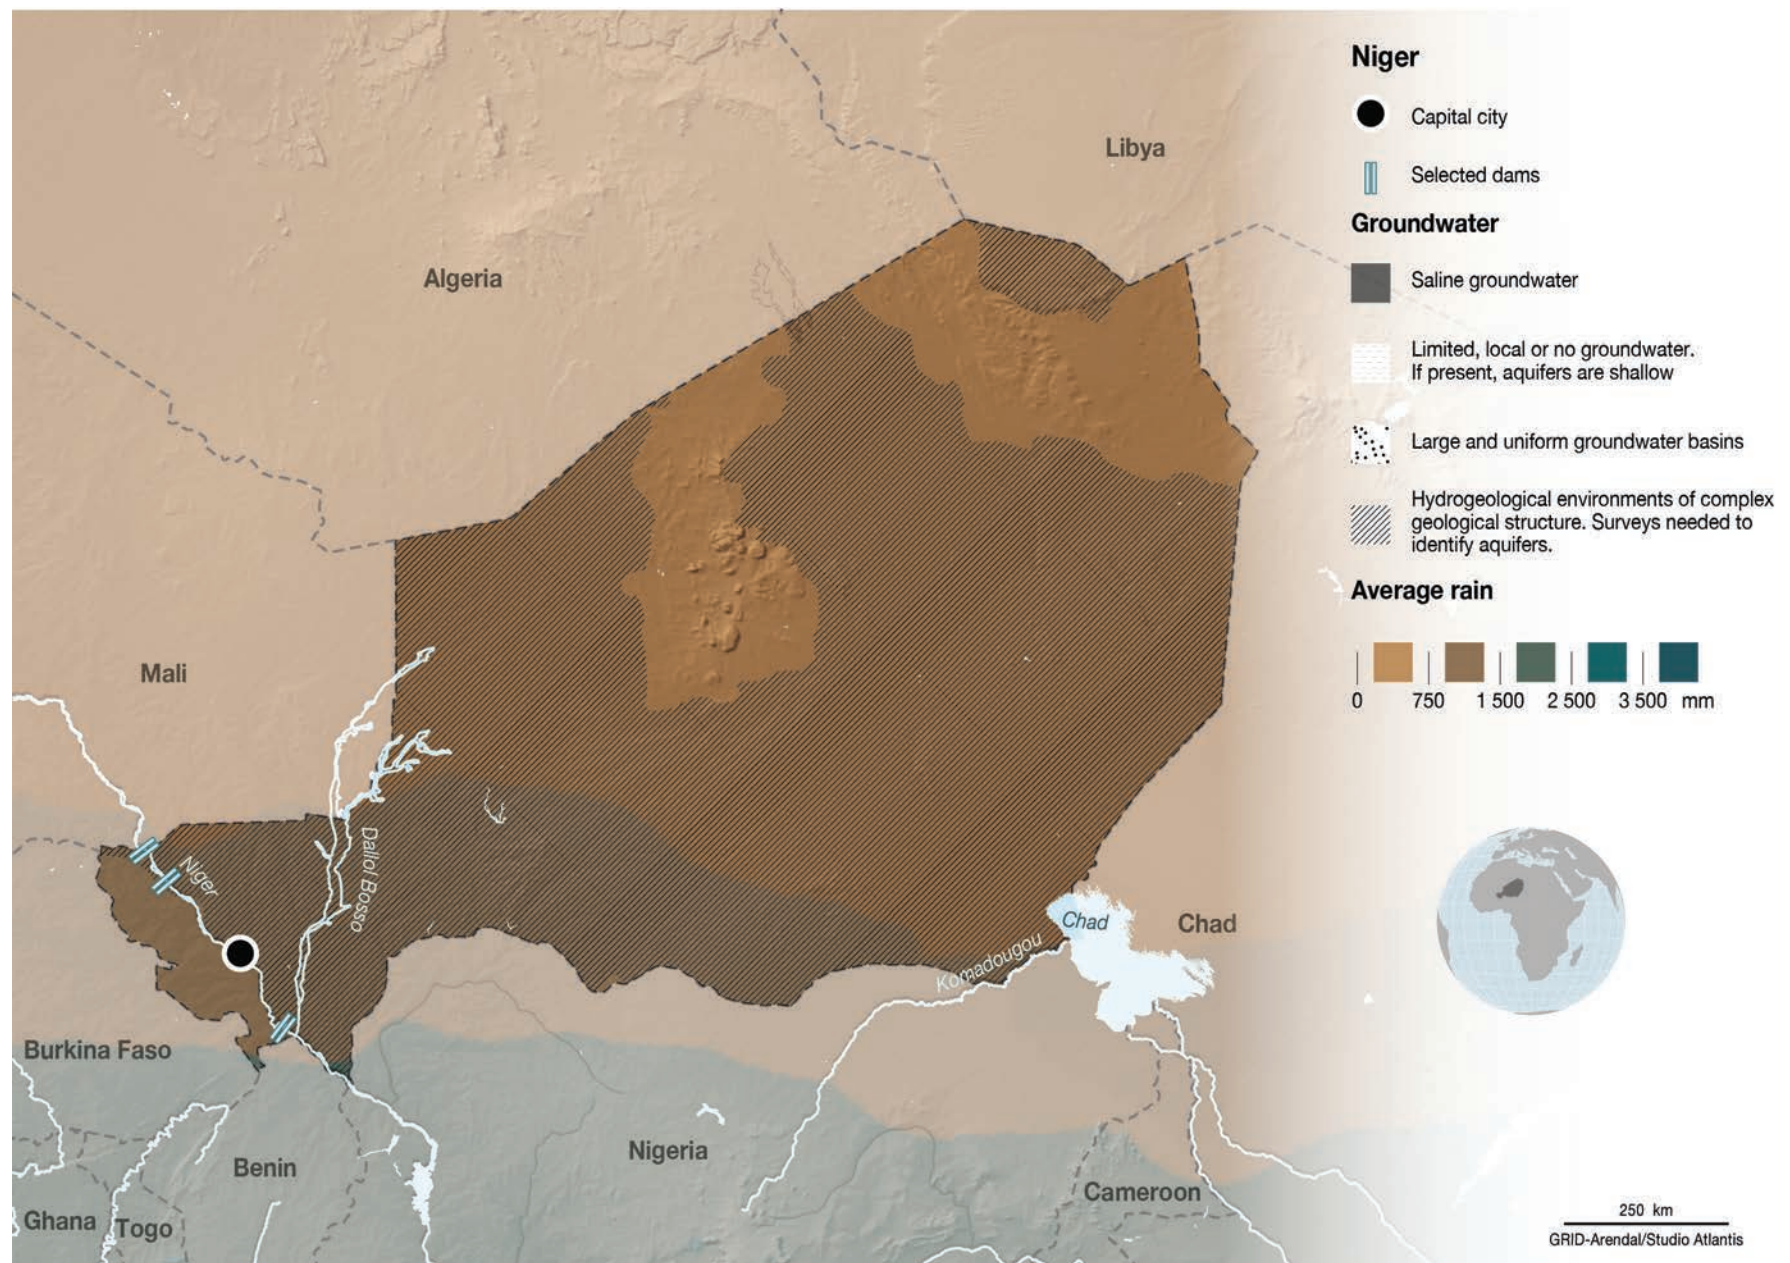 Niger
Capital city
Selected dams
Groundwater
Saline groundwater
Limited, local or no groundwater.
If present, aquifers are shallow
Large and uniform groundwater basins
Hydrogeological environments of complex
geological structure. Surveys needed to
identify aquifers.
Average rain
0 750 1 500 2 500 3 500 mm
Libya
Algeria
Mali
Niger
Dallol Bosso
Chad
Chad
Komadougou
Burkina Faso
Nigeria
Benin
Cameroon
Ghana
Togo
250 km
GRID-Arendal/Studio Atlantis